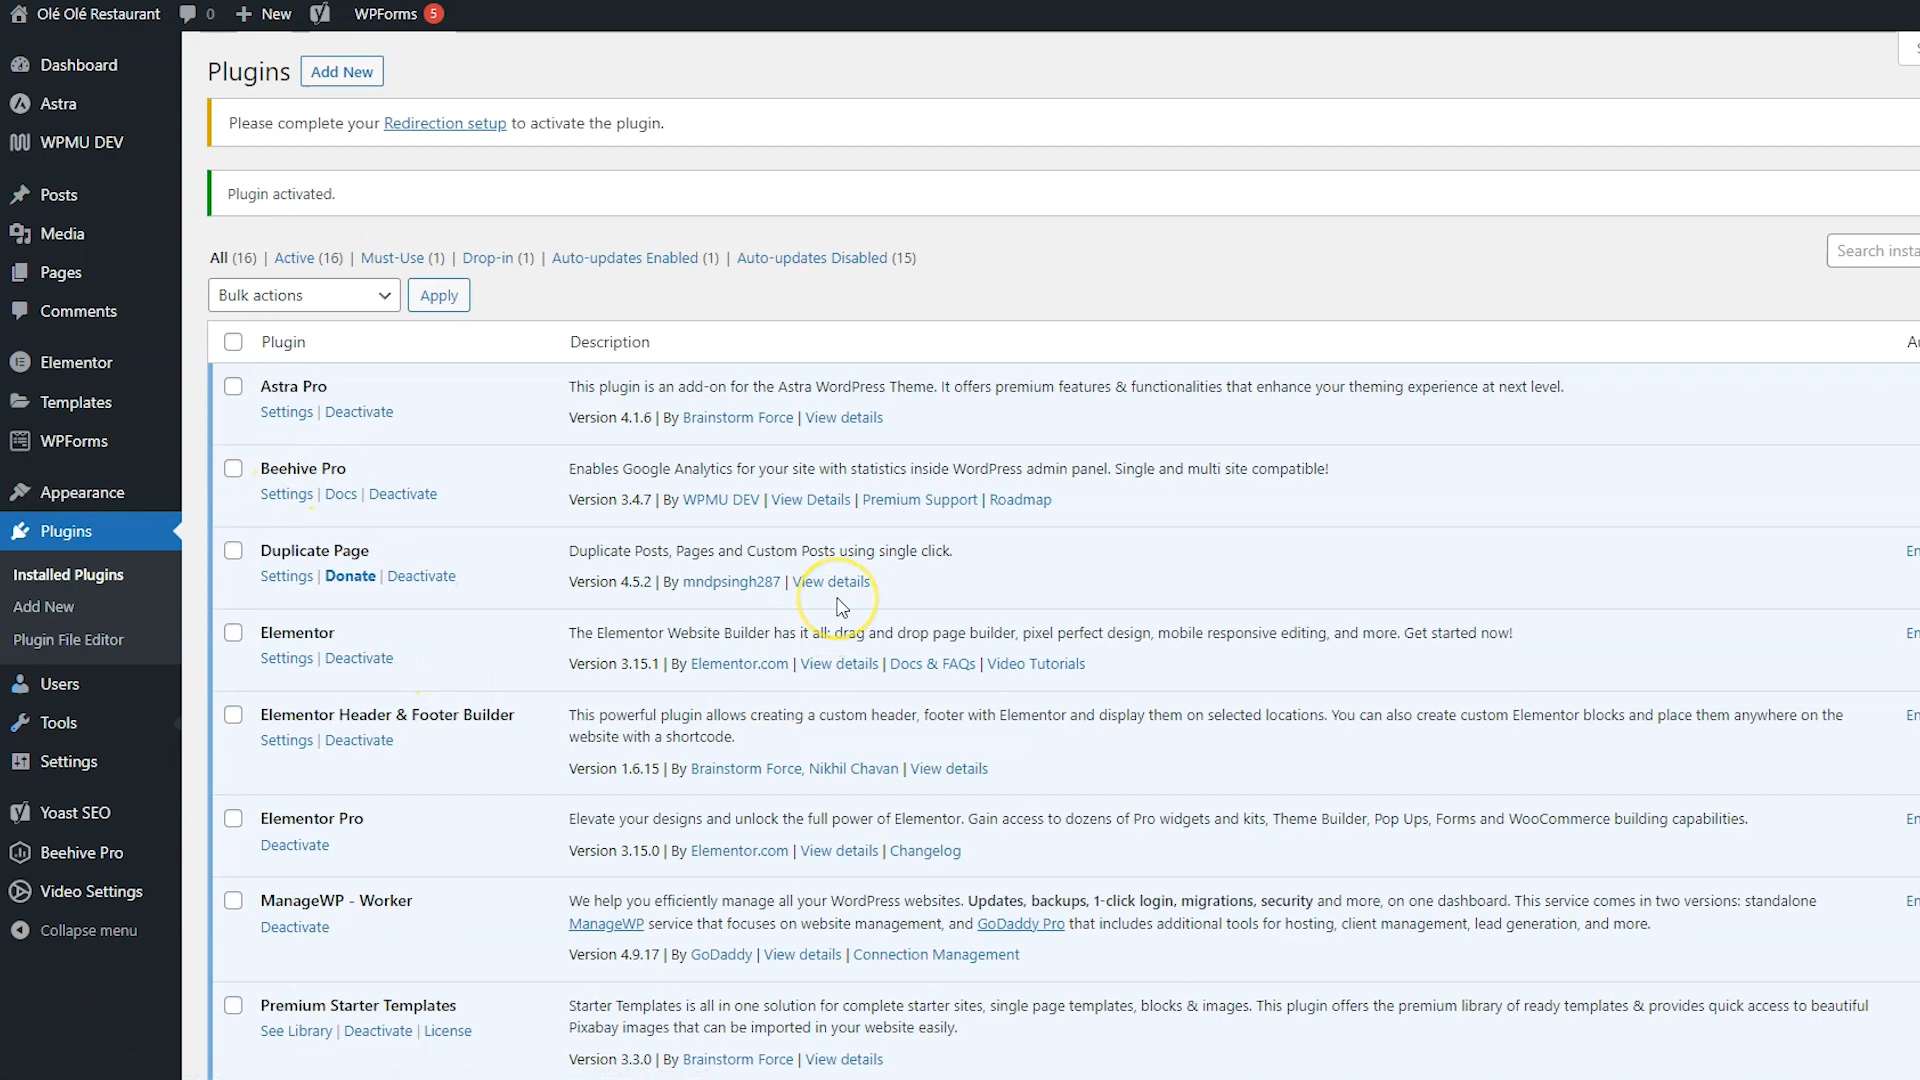 Olé Olé Restaurant 0 New WPForms 5
Dashboard
Astra
WPMU DEV
Posts
Media
Pages
Comments
Elementor
Templates
WPForms
Appearance
Plugins
Installed Plugins
Add New
Plugin File Editor
Users
Tools
Settings
Yoast SEO
Beehive Pro
Video Settings
Collapse menu
Plugins Add New
Please complete your Redirection setup to activate the plugin.
Plugin activated.
All (16) | Active (16) | Must-Use (1) | Drop-in (1) | Auto-updates Enabled (1) | Auto-updates Disabled (15)
Search insta
Bulk actions Apply
Plugin Description Au
Astra Pro
Settings | Deactivate
This plugin is an add-on for the Astra WordPress Theme. It offers premium features & functionalities that enhance your theming experience at next level.
Version 4.1.6 | By Brainstorm Force | View details
Beehive Pro
Settings | Docs | Deactivate
Enables Google Analytics for your site with statistics inside WordPress admin panel. Single and multi site compatible!
Version 3.4.7 | By WPMU DEV | View Details | Premium Support | Roadmap
Duplicate Page
Settings | Donate | Deactivate
Duplicate Posts, Pages and Custom Posts using single click.
Version 4.5.2 | By mndpsingh287 | View details
En
Elementor
Settings | Deactivate
The Elementor Website Builder has it all: drag and drop page builder, pixel perfect design, mobile responsive editing, and more. Get started now!
Version 3.15.1 | By Elementor.com | View details | Docs & FAQs | Video Tutorials
En
Elementor Header & Footer Builder
Settings | Deactivate
This powerful plugin allows creating a custom header, footer with Elementor and display them on selected locations. You can also create custom Elementor blocks and place them anywhere on the
website with a shortcode.
Version 1.6.15 | By Brainstorm Force, Nikhil Chavan | View details
En
Elementor Pro
Deactivate
Elevate your designs and unlock the full power of Elementor. Gain access to dozens of Pro widgets and kits, Theme Builder, Pop Ups, Forms and WooCommerce building capabilities.
Version 3.15.0 | By Elementor.com | View details | Changelog
En
ManageWP - Worker
Deactivate
We help you efficiently manage all your WordPress websites. Updates, backups, 1-click login, migrations, security and more, on one dashboard. This service comes in two versions: standalone
ManageWP service that focuses on website management, and GoDaddy Pro that includes additional tools for hosting, client management, lead generation, and more.
Version 4.9.17 | By GoDaddy | View details | Connection Management
En
Premium Starter Templates
See Library | Deactivate | License
Starter Templates is all in one solution for complete starter sites, single page templates, blocks & images. This plugin offers the premium library of ready templates & provides quick access to beautiful
Pixabay images that can be imported in your website easily.
Version 3.3.0 | By Brainstorm Force | View details